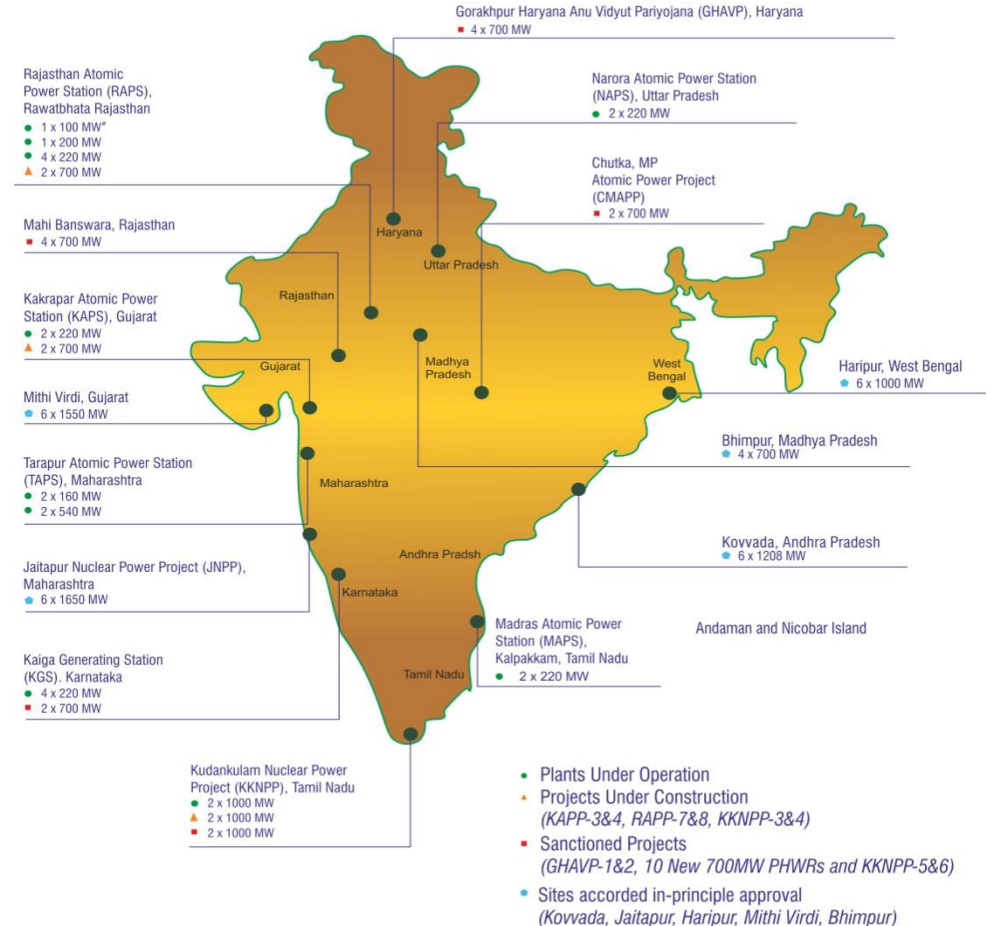 Gorakhpur Haryana Anu Vidyut Pariyojana (GHAVP), Haryana
4 x 700 MW
Rajasthan Atomic
Power Station (RAPS),
Rawatbhata Rajasthan
1 x 100 MW#
1 x 200 MW
4 x 220 MW
2 x 700 MW
Narora Atomic Power Station
(NAPS), Uttar Pradesh
2 x 220 MW
Chutka, MP
Atomic Power Project
(CMAPP)
2 x 700 MW
Mahi Banswara, Rajasthan
4 x 700 MW
Haryana
Uttar Pradesh
Rajasthan
Kakrapar Atomic Power
Station (KAPS), Gujarat
2 x 220 MW
2 x 700 MW
Gujarat
Madhya
Pradesh
West
Bengal
Haripur, West Bengal
6 x 1000 MW
Mithi Virdi, Gujarat
6 x 1550 MW
Bhimpur, Madhya Pradesh
4 x 700 MW
Tarapur Atomic Power Station
(TAPS), Maharashtra
2 x 160 MW
2 x 540 MW
Maharashtra
Kovvada, Andhra Pradesh
6 x 1208 MW
Andhra Pradsh
Jaitapur Nuclear Power Project (JNPP),
Maharashtra
6 x 1650 MW
Karnataka
Madras Atomic Power
Station (MAPS),
Kalpakkam, Tamil Nadu
2 x 220 MW
Andaman and Nicobar Island
Kaiga Generating Station
(KGS). Karnataka
4 x 220 MW
2 x 700 MW
Tamil Nadu
Kudankulam Nuclear Power
Project (KKNPP), Tamil Nadu
2 x 1000 MW
2 x 1000 MW
2 x 1000 MW
Plants Under Operation
Projects Under Construction
(KAPP-3&4, RAPP-7&8, KKNPP-3&4)
Sanctioned Projects
(GHAVP-1&2, 10 New 700MW PHWRs and KKNPP-5&6)
Sites accorded in-principle approval
(Kovvada, Jaitapur, Haripur, Mithi Virdi, Bhimpur)